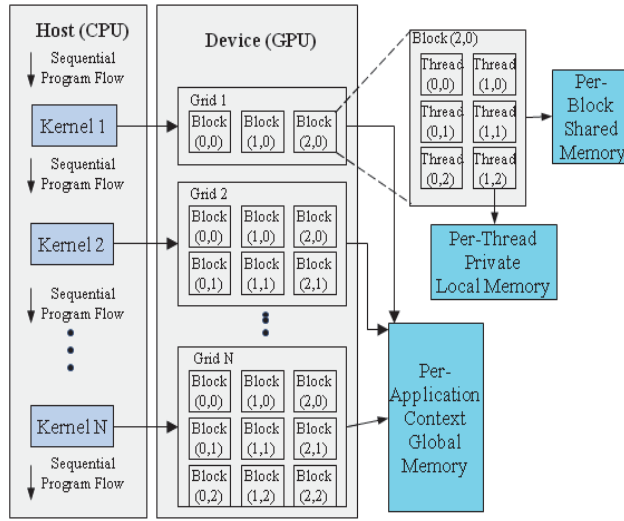 Host (CPU)
Sequential
Program Flow
Kernel 1
Sequential
Program Flow
Kernel 2
Sequential
Program Flow
Kernel N
Sequential
Program Flow
Device (GPU)
Grid 1
Block Block Block
(0,0) (1,0) (2,0)
Grid 2
Block Block Block
(0,0) (1,0) (2,0)
Block Block Block
(0,1) (1,1) (2,1)
Grid N
Block Block Block
(0,0) (1,0) (2,0)
Block Block Block
(0,1) (1,1) (2,1)
Block Block Block
(0,2) (1,2) (2,2)
Block (2,0)
Thread Thread
(0,0) (1,0)
Thread Thread
(0,1) (1,1)
Thread Thread
(0,2) (1,2)
Per-
Block
Shared
Memory
Per-Thread
Private
Local Memory
Per-
Application
Context
Global
Memory